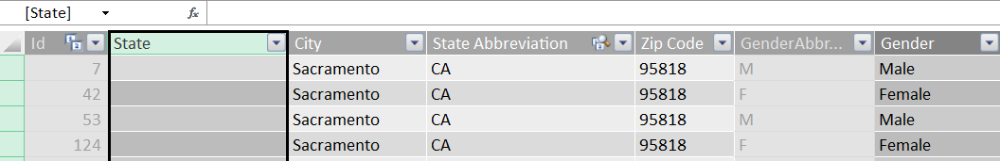 [State] fx
Id State City State Abbreviation Zip Code GenderAbbr... Gender
7 Sacramento CA 95818 M Male
42 Sacramento CA 95818 F Female
53 Sacramento CA 95818 M Male
124 Sacramento CA 95818 F Female